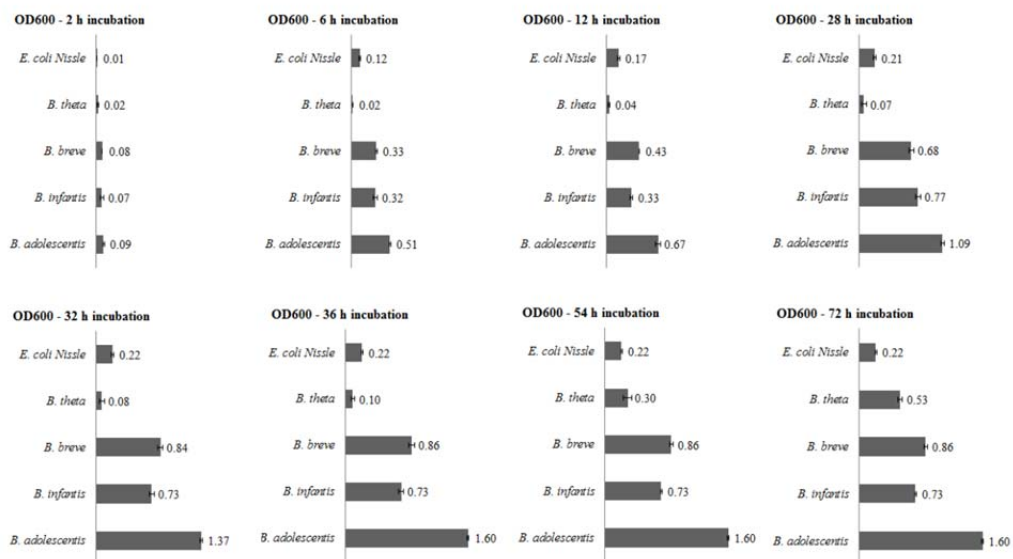 OD600 - 2 h incubation
E. coli Nissle 0.01
B. theta 0.02
B. breve 0.08
B. infantis 0.07
B. adolescentis 0.09
OD600 - 6 h incubation
E. coli Nissle 0.12
B. theta 0.02
B. breve 0.33
B. infantis 0.32
B. adolescentis 0.51
OD600 - 12 h incubation
E. coli Nissle 0.17
B. theta 0.04
B. breve 0.43
B. infantis 0.33
B. adolescentis 0.67
OD600 - 28 h incubation
E. coli Nissle 0.21
B. theta 0.07
B. breve 0.68
B. infantis 0.77
B. adolescentis 1.09
OD600 - 32 h incubation
E. coli Nissle 0.22
B. theta 0.08
B. breve 0.84
B. infantis 0.73
B. adolescentis 1.37
OD600 - 36 h incubation
E. coli Nissle 0.22
B. theta 0.10
B. breve 0.86
B. infantis 0.73
B. adolescentis 1.60
OD600 - 54 h incubation
E. coli Nissle 0.22
B. theta 0.30
B. breve 0.86
B. infantis 0.73
B. adolescentis 1.60
OD600 - 72 h incubation
E. coli Nissle 0.22
B. theta 0.53
B. breve 0.86
B. infantis 0.73
B. adolescentis 1.60